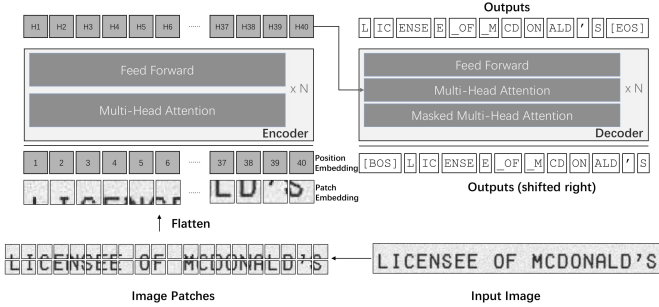 H1 H2 H3 H4 H5 H6 ...... H37 H38 H39 H40
Feed Forward
Multi-Head Attention
x N
Encoder
1 2 3 4 5 6 ...... 37 38 39 40
Position Embedding
......
Patch Embedding
Flatten
LICENSEE OF MCDONALD'S
Image Patches
Outputs
L IC ENSE E _OF _M CD ON ALD ' S [EOS]
Feed Forward
Multi-Head Attention
Masked Multi-Head Attention
x N
Decoder
[BOS] L IC ENSE E _OF _M CD ON ALD ' S
Outputs (shifted right)
LICENSEE OF MCDONALD'S
Input Image